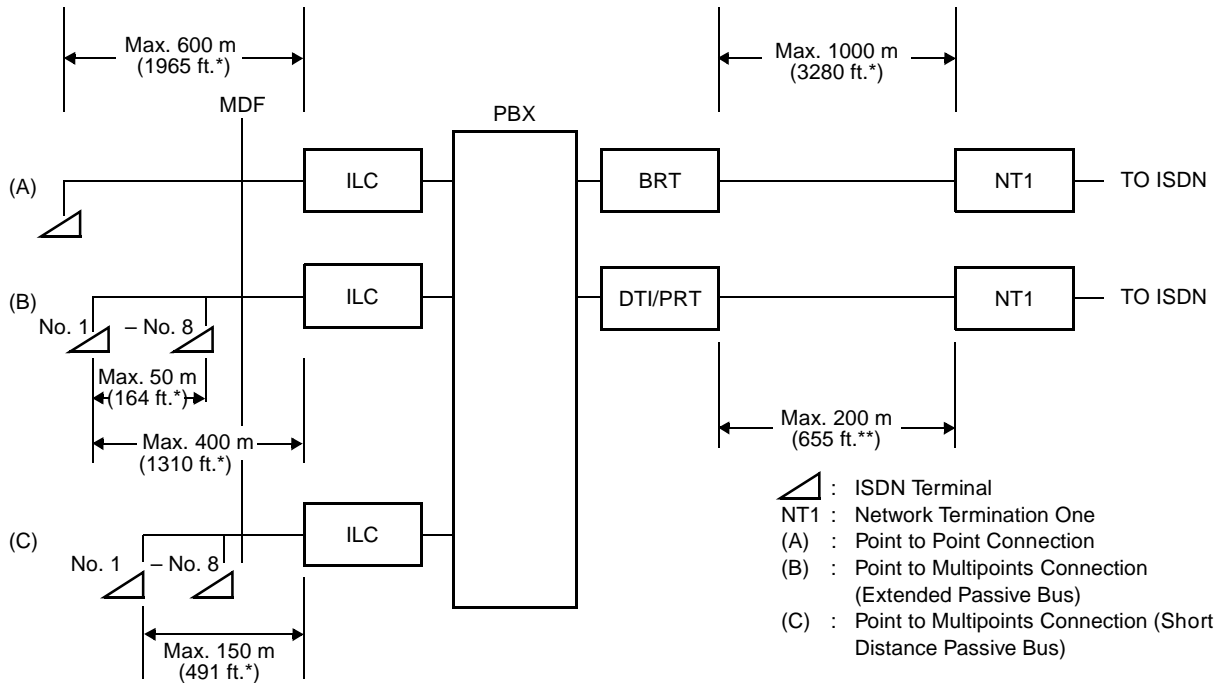 Max. 600 m
(1965 ft.*)
Max. 1000 m
(3280 ft.*)
MDF
PBX
(A)
ILC
BRT
NT1
TO ISDN
(B)
ILC
DTI/PRT
NT1
TO ISDN
No. 1 – No. 8
Max. 50 m
(164 ft.*)
Max. 400 m
(1310 ft.*)
Max. 200 m
(655 ft.**)
(C)
ILC
No. 1 – No. 8
Max. 150 m
(491 ft.*)
: ISDN Terminal
NT1 : Network Termination One
(A) : Point to Point Connection
(B) : Point to Multipoints Connection
(Extended Passive Bus)
(C) : Point to Multipoints Connection (Short
Distance Passive Bus)